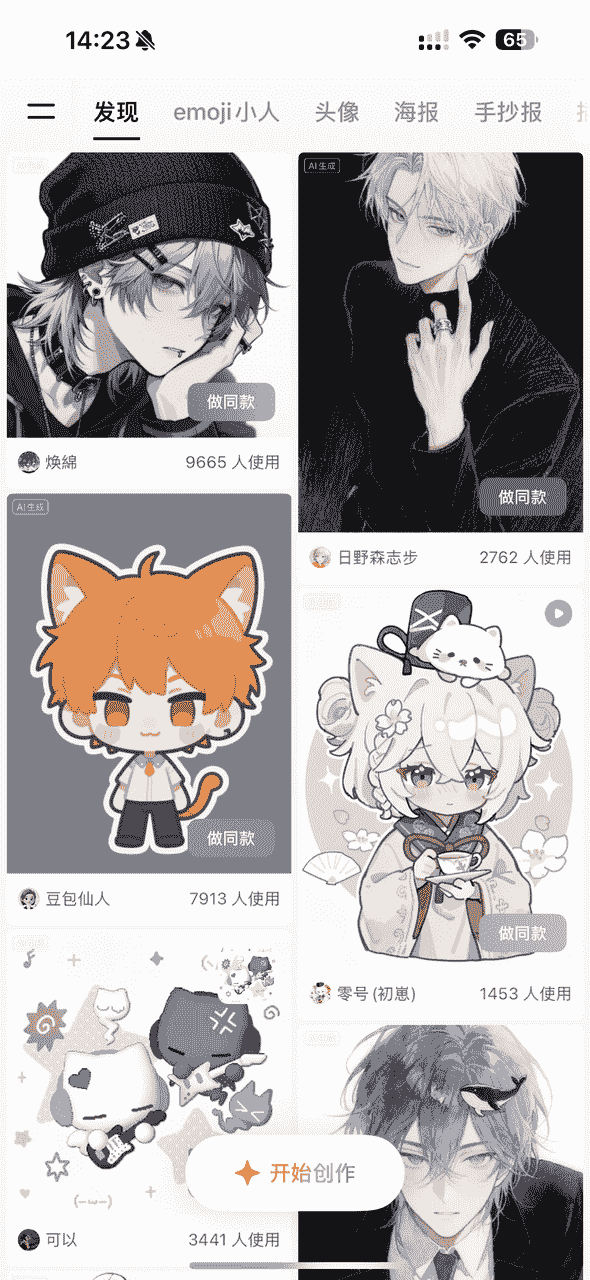 14:23
65
发现 emoji小人 头像 海报 手抄报
AI生成
做同款
日野森志步 2762 人使用
做同款
焕綿 9665 人使用
AI生成
做同款
豆包仙人 7913 人使用
做同款
零号(初崽) 1453 人使用
可以 3441 人使用
开始创作